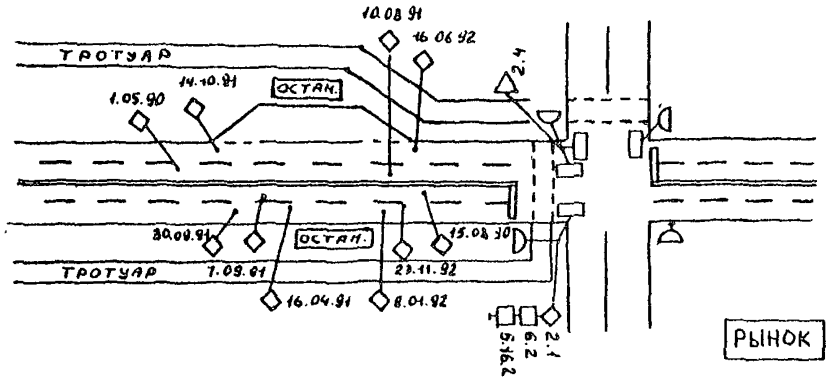 10.08.91
16.06.92
ТРОТУАР
14.10.91
ОСТАН.
2.4
1.05.90
30.09.91
ОСТАН.
15.08.90
ТРОТУАР
7.09.91
23.11.92
16.04.91
8.01.92
5.16.2
6.2
2.1
РЫНОК